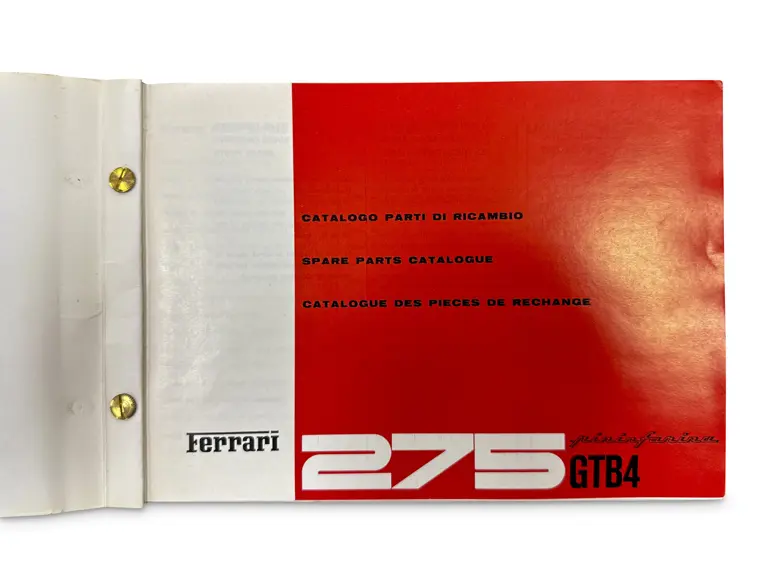 CATALOGO PARTI DI RICAMBIO
SPARE PARTS CATALOGUE
CATALOGUE DES PIECES DE RECHANGE
Ferrari
275
pininfarina
GTB4